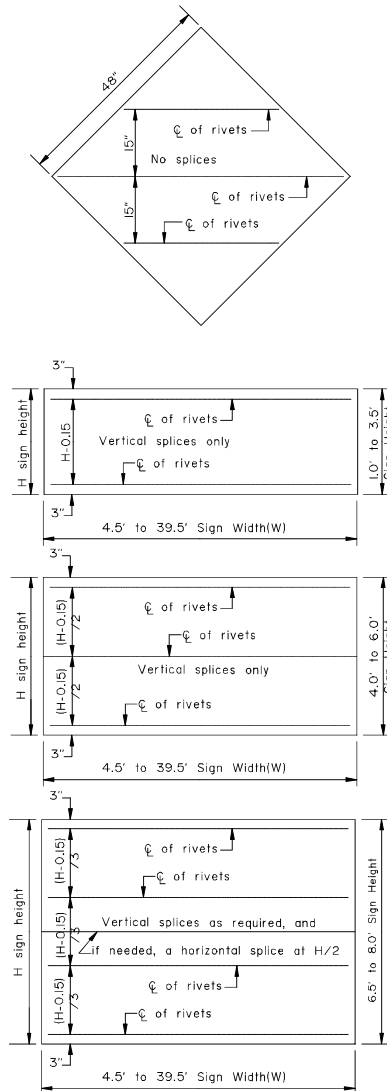 48"
℄ of rivets
15"
No splices
℄ of rivets
15"
℄ of rivets
3"
H sign height
H-0.15
℄ of rivets
Vertical splices only
℄ of rivets
1.0' to 3.5'
Sign Height
3"
4.5' to 39.5' Sign Width(W)
3"
H sign height
(H-0.15)
/2
℄ of rivets
℄ of rivets
Vertical splices only
(H-0.15)
/2
℄ of rivets
4.0' to 6.0'
Sign Height
3"
4.5' to 39.5' Sign Width(W)
3"
H sign height
(H-0.15)
/3
℄ of rivets
℄ of rivets
(H-0.15)
/3
Vertical splices as required, and
if needed, a horizontal splice at H/2
(H-0.15)
/3
℄ of rivets
℄ of rivets
6.5' to 8.0' Sign Height
3"
4.5' to 39.5' Sign Width(W)